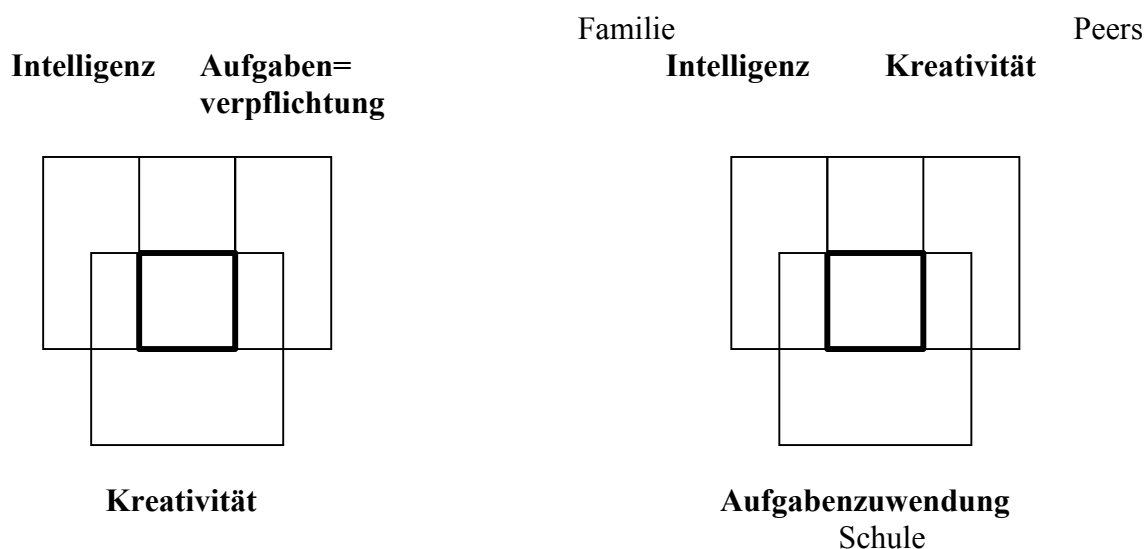 Familie Peers
Intelligenz Aufgaben= Intelligenz Kreativität
verpflichtung
Kreativität Aufgabenzuwendung
Schule